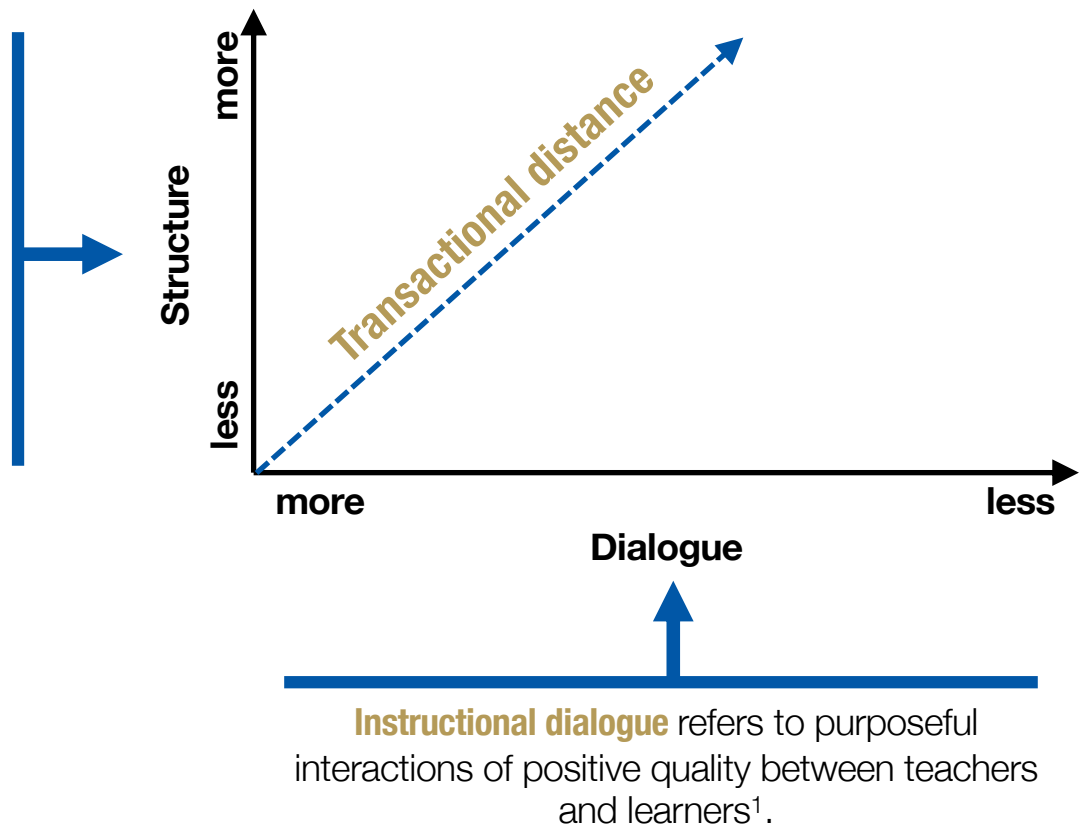 more
Structure
less
Transactional distance
more
less
Dialogue
Instructional dialogue refers to purposeful
interactions of positive quality between teachers
and learners¹.